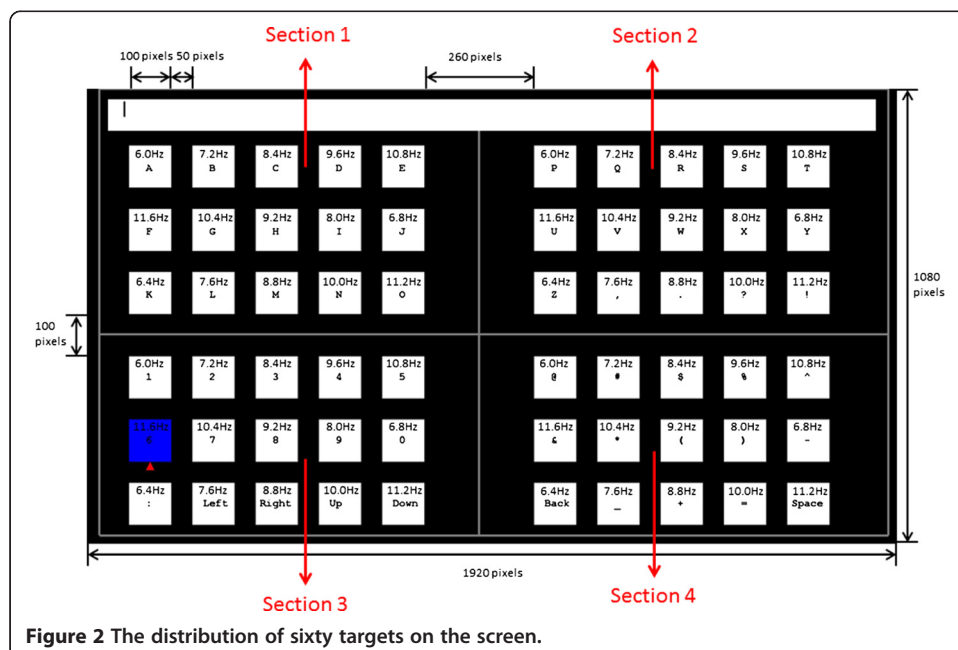 Section 1
Section 2
100 pixels 50 pixels
260 pixels
6.0Hz 7.2Hz 8.4Hz 9.6Hz 10.8Hz 6.0Hz 7.2Hz 8.4Hz 9.6Hz 10.8Hz
A B C D E P Q R S T
11.6Hz 10.4Hz 9.2Hz 8.0Hz 6.8Hz 11.6Hz 10.4Hz 9.2Hz 8.0Hz 6.8Hz
F G H I J U V W X Y
6.4Hz 7.6Hz 8.8Hz 10.0Hz 11.2Hz 6.4Hz 7.6Hz 8.8Hz 10.0Hz 11.2Hz
K L M N O Z , . ? !
1080
pixels
100
pixels
6.0Hz 7.2Hz 8.4Hz 9.6Hz 10.8Hz 6.0Hz 7.2Hz 8.4Hz 9.6Hz 10.8Hz
1 2 3 4 5 @ # $ % ^
11.6Hz 10.4Hz 9.2Hz 8.0Hz 6.8Hz 11.6Hz 10.4Hz 9.2Hz 8.0Hz 6.8Hz
6 7 8 9 0 & * ( ) -
6.4Hz 7.6Hz 8.8Hz 10.0Hz 11.2Hz 6.4Hz 7.6Hz 8.8Hz 10.0Hz 11.2Hz
: Left Right Up Down Back _ + = Space
1920 pixels
Section 3
Section 4
Figure 2 The distribution of sixty targets on the screen.